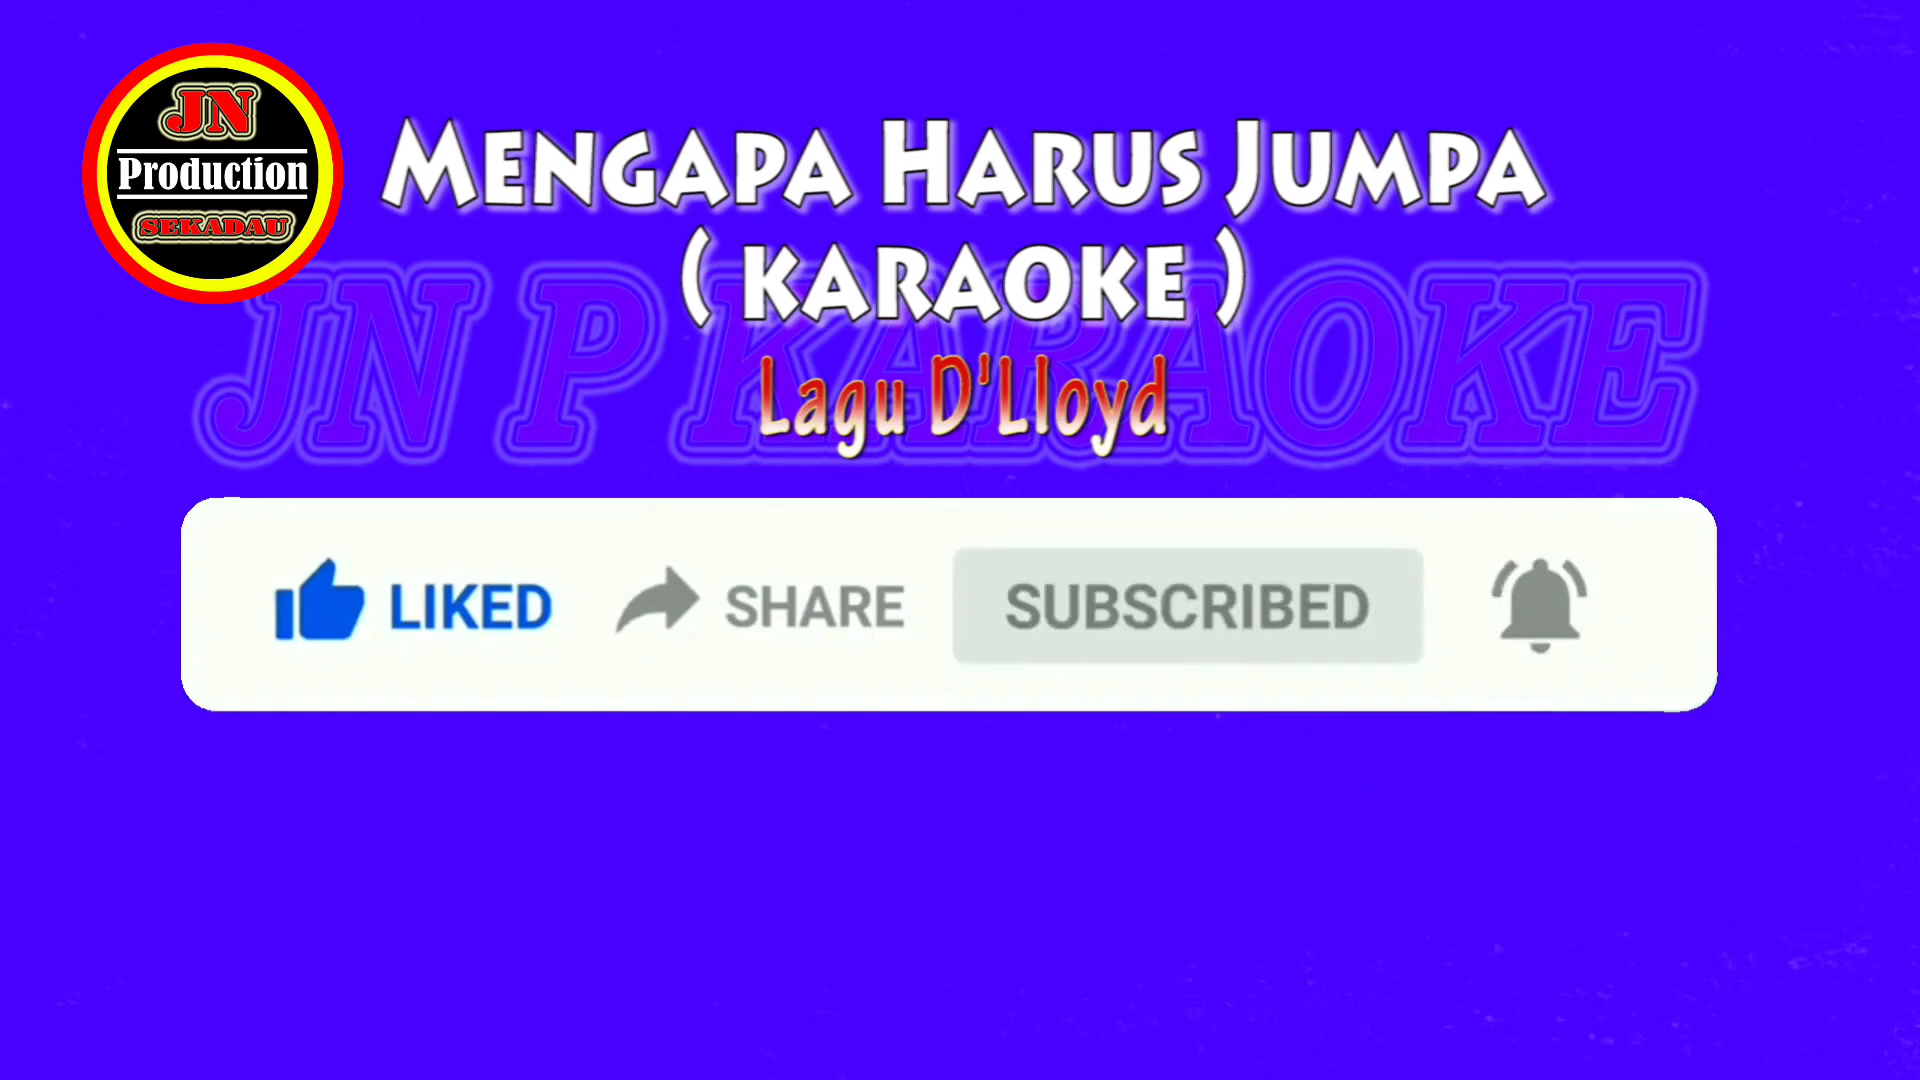 JN
Production
SEKADAU
MENGAPA HARUS JUMPA
( KARAOKE )
JN P KARAOKE
Lagu D'Lloyd
LIKED SHARE SUBSCRIBED